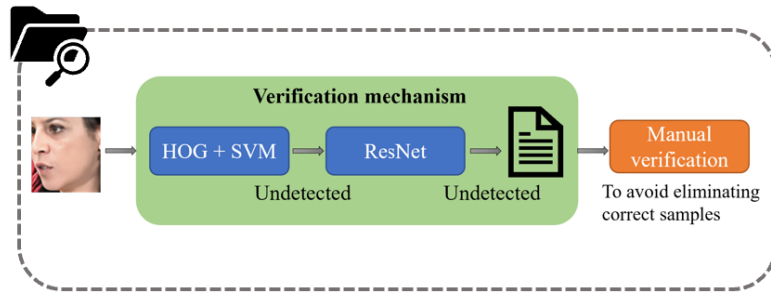 Verification mechanism
HOG + SVM
ResNet
Undetected
Undetected
Manual
verification
To avoid eliminating
correct samples